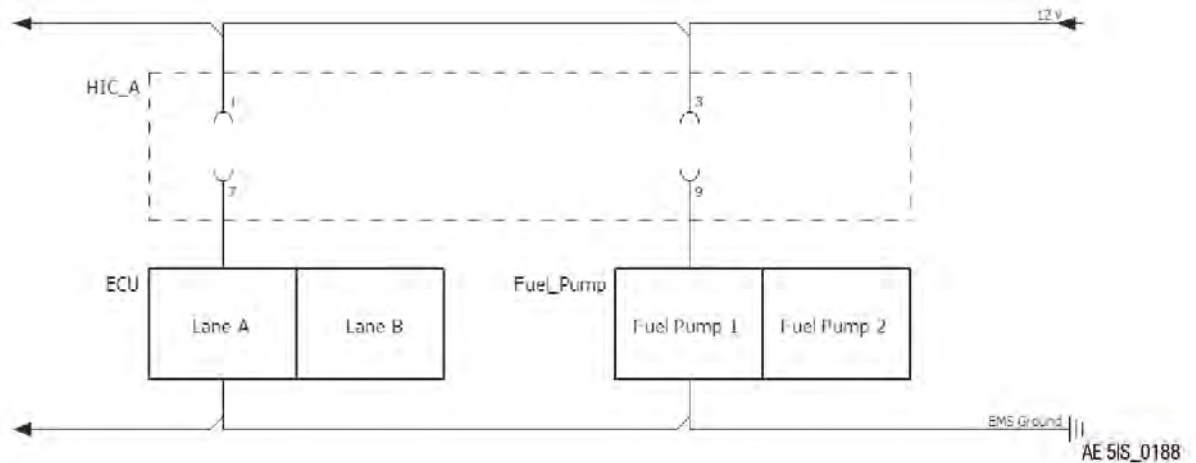 12 V
HIC_A
1
3
7
9
ECU
Lane A
Lane B
Fuel_Pump
Fuel Pump 1
Fuel Pump 2
EMS Ground
AE 5IS_0188